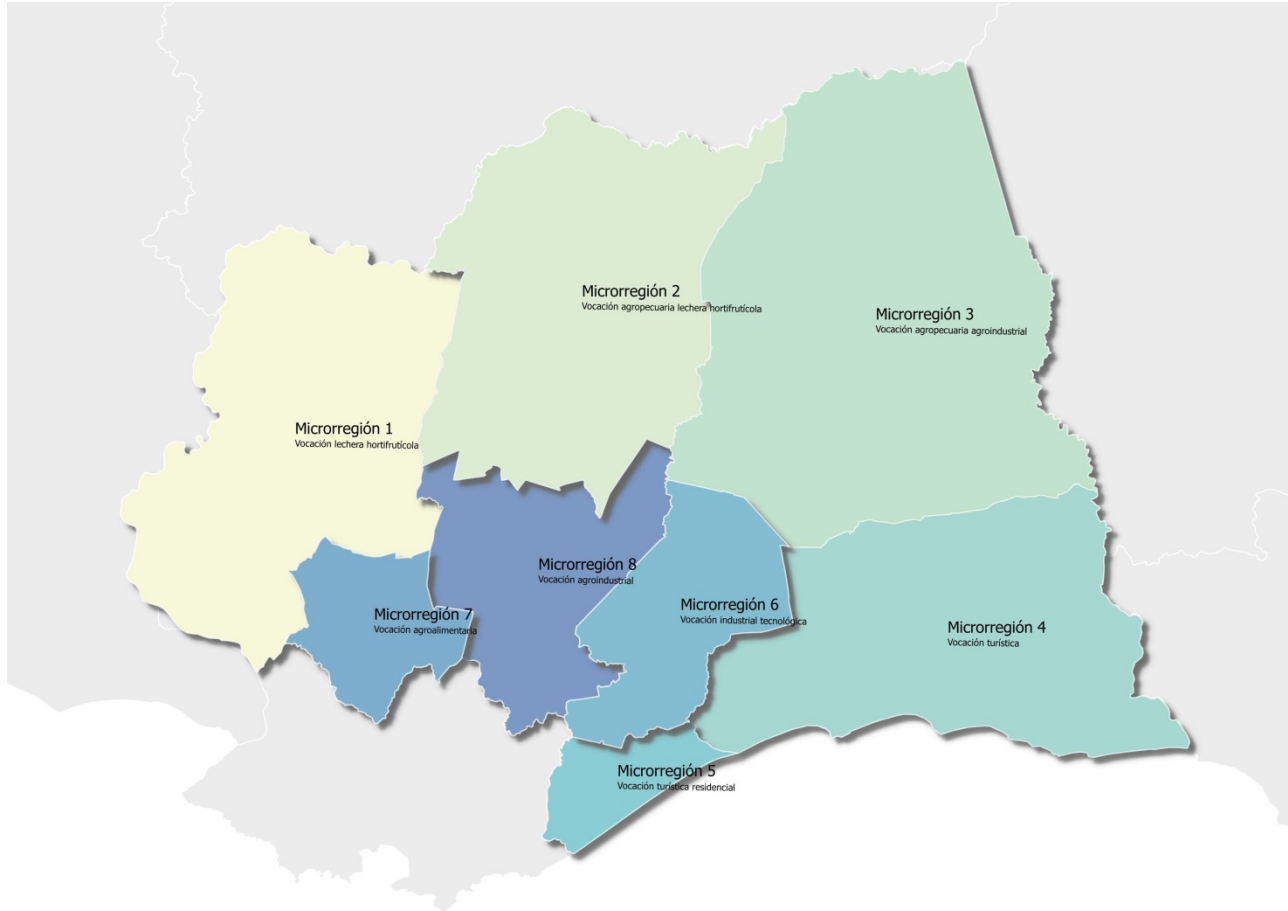 Microrregión 2
Vocación agropecuaria lechera hortifrutícola
Microrregión 3
Vocación agropecuaria agroindustrial
Microrregión 1
Vocación lechera hortifrutícola
Microrregión 8
Vocación agroindustrial
Microrregión 7
Vocación agroalimentaria
Microrregión 6
Vocación industrial tecnológica
Microrregión 4
Vocación turística
Microrregión 5
Vocación turística residencial